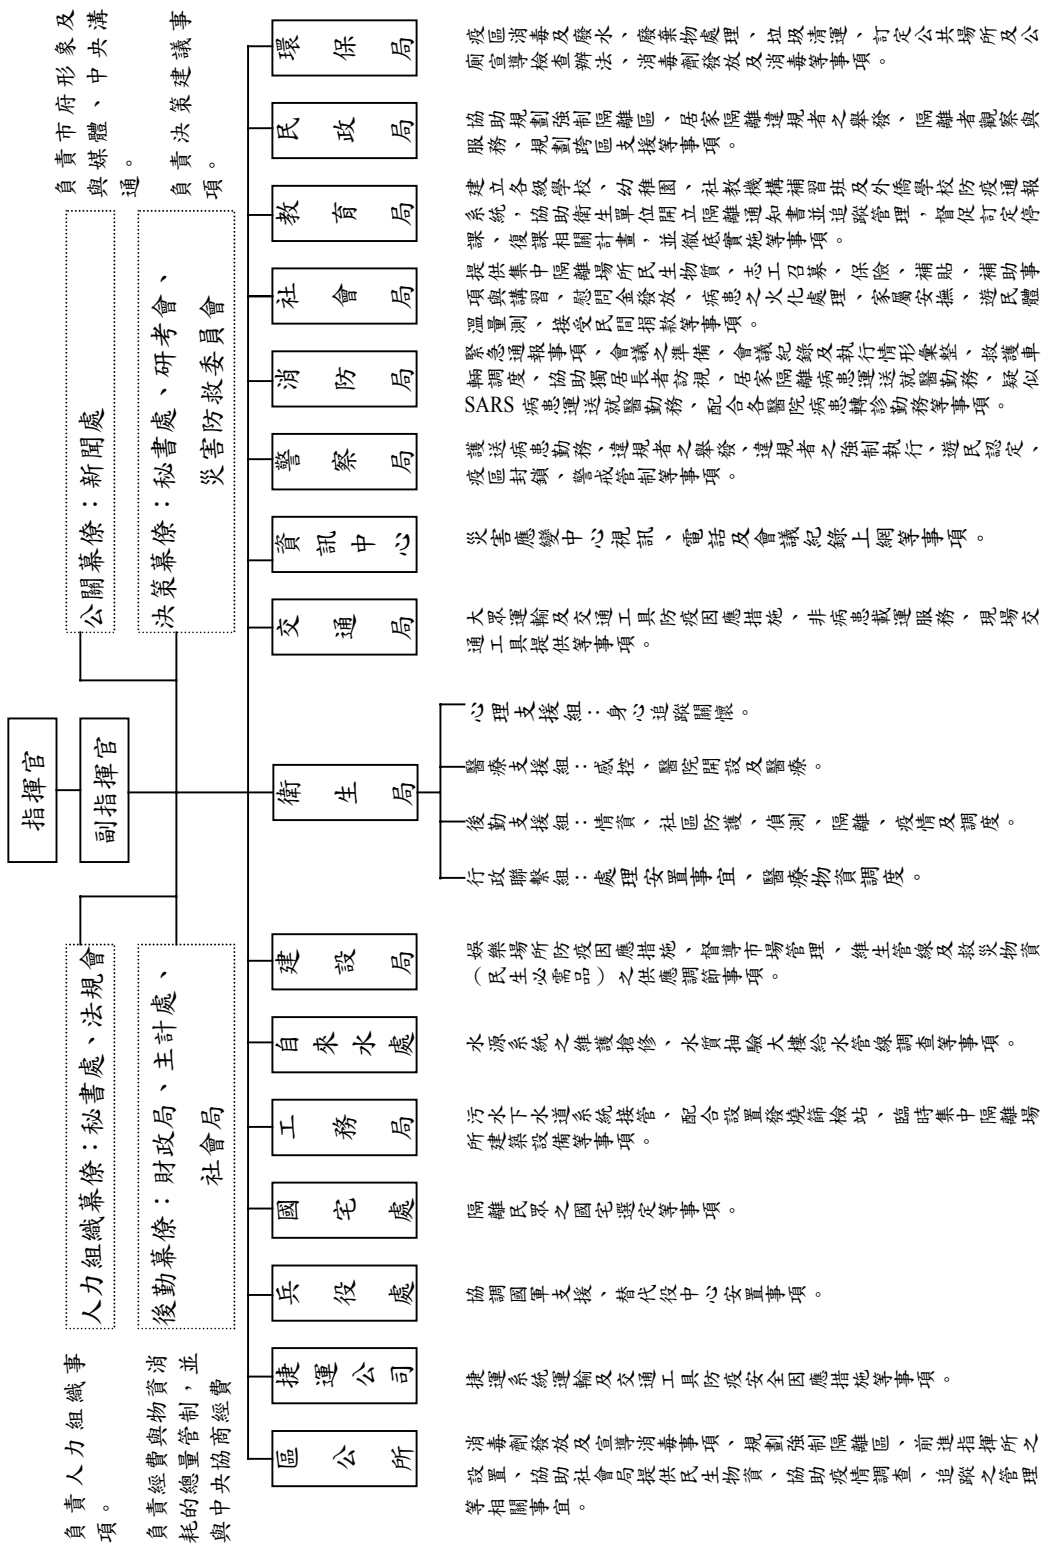 指揮官
副指揮官
人力組織幕僚：秘書處、法規會
負責人力組織事
項。
後勤幕僚：財政局、主計處、
社會局
負責經費與物資消
耗的總量管制，並
與中央協商經費
公關幕僚：新聞處
負責市府形象及
與媒體、中央溝
通。
決策幕僚：秘書處、研考會、
災害防救委員會
負責決策建議事
項。
區公所
消毒劑發放及宣導消毒事項、規劃強制隔離區、前進指揮所之
設置、協助社會局提供民生物資、協助疫情調查、追蹤之管理
等相關事宜。
捷運公司
捷運系統運輸及交通工具防疫安全因應措施等事項。
兵役處
協調國軍支援、替代役中心安置事項。
國宅處
隔離民眾之國宅選定等事項。
工務局
污水下水道系統接管、配合設置發燒篩檢站、臨時集中隔離場
所建築設備等事項。
自來水處
水源系統之維護搶修、水質抽驗大樓給水管線調查等事項。
建設局
娛樂場所防疫因應措施、督導市場管理、維生管線及救災物資
（民生必需品）之供應調節事項。
衛生局
行政聯繫組：處理安置事宜、醫療物資調度。
後勤支援組：情資、社區防護、偵測、隔離、疫情及調度。
醫療支援組：感控、醫院開設及醫療。
心理支援組：身心追蹤關懷。
交通局
大眾運輸及交通工具防疫因應措施、非病患載運服務、現場交
通工具提供等事項。
資訊中心
災害應變中心視訊、電話及會議紀錄上網等事項。
警察局
護送病患勤務、違規者之舉發、違規者之強制執行、遊民認定、
疫區封鎖、警戒管制等事項。
消防局
緊急通報事項、會議之準備、會議紀錄及執行情形彙整、救護車
輛調度、協助獨居長者訪視、居家隔離病患運送就醫勤務、疑似
SARS 病患運送就醫勤務、配合各醫院病患轉診勤務等事項。
社會局
提供集中隔離場所民生物質、志工召募、保險、補貼、補助事
項與講習、慰問金發放、病患之火化處理、家屬安撫、遊民體
溫量測、接受民間捐款等事項。
教育局
建立各級學校、幼稚園、社教機構補習班及外僑學校防疫通報
系統，協助衛生單位開立隔離通知書並追蹤管理，督促訂定停
課、復課相關計畫，並徹底實施等事項。
民政局
協助規劃強制隔離區、居家隔離違規者之舉發、隔離者觀察與
服務、規劃跨區支援等事項。
環保局
疫區消毒及廢水、廢棄物處理、垃圾清運、訂定公共場所及公
廁宣導檢查辦法、消毒劑發放及消毒等事項。